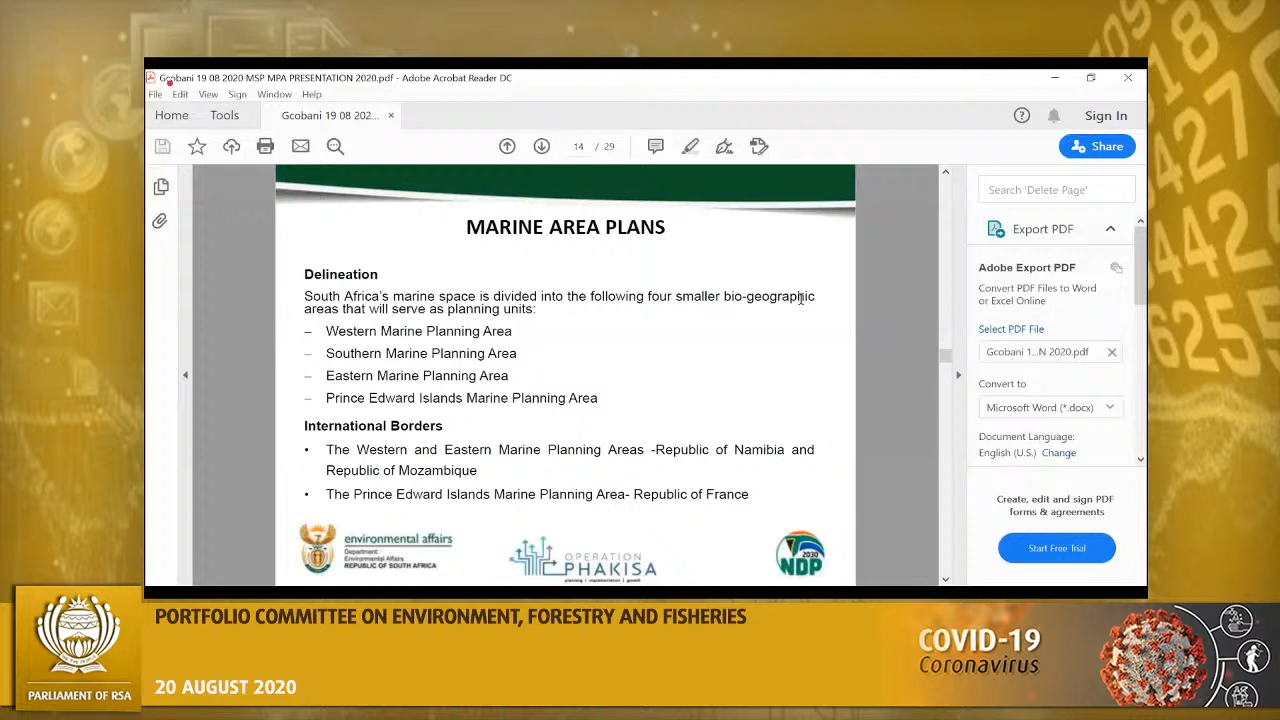 Gcobani 19 08 2020 MSP MPA PRESENTATION 2020.pdf - Adobe Acrobat Reader DC
File Edit View Sign Window Help
Home Tools Gcobani 19 08 202... × Sign In
14 / 29 Share
MARINE AREA PLANS
Delineation
South Africa's marine space is divided into the following four smaller bio-geographic
areas that will serve as planning units:
– Western Marine Planning Area
– Southern Marine Planning Area
– Eastern Marine Planning Area
– Prince Edward Islands Marine Planning Area
International Borders
• The Western and Eastern Marine Planning Areas -Republic of Namibia and
Republic of Mozambique
• The Prince Edward Islands Marine Planning Area- Republic of France
environmental affairs
Department:
Environmental Affairs
REPUBLIC OF SOUTH AFRICA
OPERATION
PHAKISA
planning | implementation | growth
2030
NDP
Search 'Delete Page'
Export PDF
Adobe Export PDF
Convert PDF Files to Word
or Excel Online
Select PDF File
Gcobani 1...N 2020.pdf
Convert to
Microsoft Word (*.docx)
Document Language:
English (U.S.) Change
Create, edit and sign PDF
forms & agreements
Start Free Trial
PORTFOLIO COMMITTEE ON ENVIRONMENT, FORESTRY AND FISHERIES
20 AUGUST 2020
PARLIAMENT OF RSA
COVID-19
Coronavirus